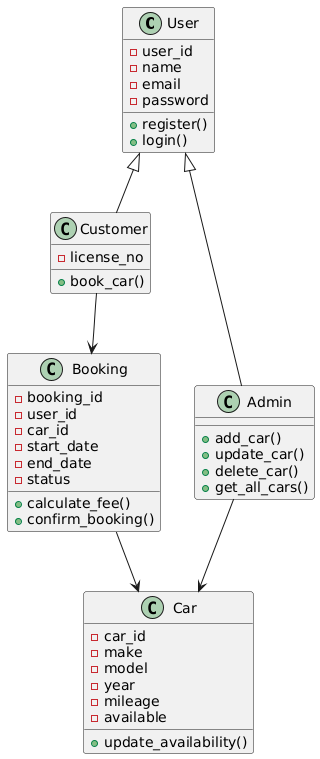 C User
user_id
name
email
password
register()
login()
C Customer
license_no
book_car()
C Booking
booking_id
user_id
car_id
start_date
end_date
status
calculate_fee()
confirm_booking()
C Admin
add_car()
update_car()
delete_car()
get_all_cars()
C Car
car_id
make
model
year
mileage
available
update_availability()